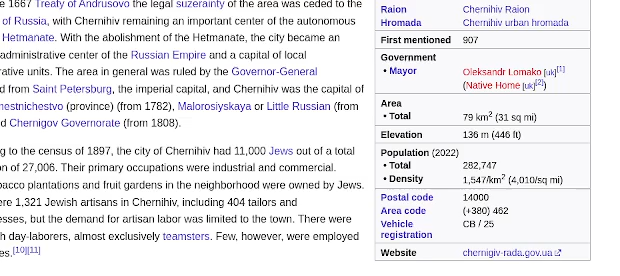 e 1667 Treaty of Andrusovo the legal suzerainty of the area was ceded to the
of Russia, with Chernihiv remaining an important center of the autonomous
Hetmanate. With the abolishment of the Hetmanate, the city became an
administrative center of the Russian Empire and a capital of local
rative units. The area in general was ruled by the Governor-General
d from Saint Petersburg, the imperial capital, and Chernihiv was the capital of
mestnichestvo (province) (from 1782), Malorosiyskaya or Little Russian (from
d Chernigov Governorate (from 1808).
g to the census of 1897, the city of Chernihiv had 11,000 Jews out of a total
on of 27,006. Their primary occupations were industrial and commercial.
bacco plantations and fruit gardens in the neighborhood were owned by Jews.
ere 1,321 Jewish artisans in Chernihiv, including 404 tailors and
esses, but the demand for artisan labor was limited to the town. There were
h day-laborers, almost exclusively teamsters. Few, however, were employed
es.[10][11]
Raion Chernihiv Raion
Hromada Chernihiv urban hromada
First mentioned 907
Government
• Mayor Oleksandr Lomako [uk][1]
(Native Home [uk][2])
Area
• Total 79 km2 (31 sq mi)
Elevation 136 m (446 ft)
Population (2022)
• Total 282,747
• Density 1,547/km2 (4,010/sq mi)
Postal code 14000
Area code (+380) 462
Vehicle CB / 25
registration
Website chernigiv-rada.gov.ua